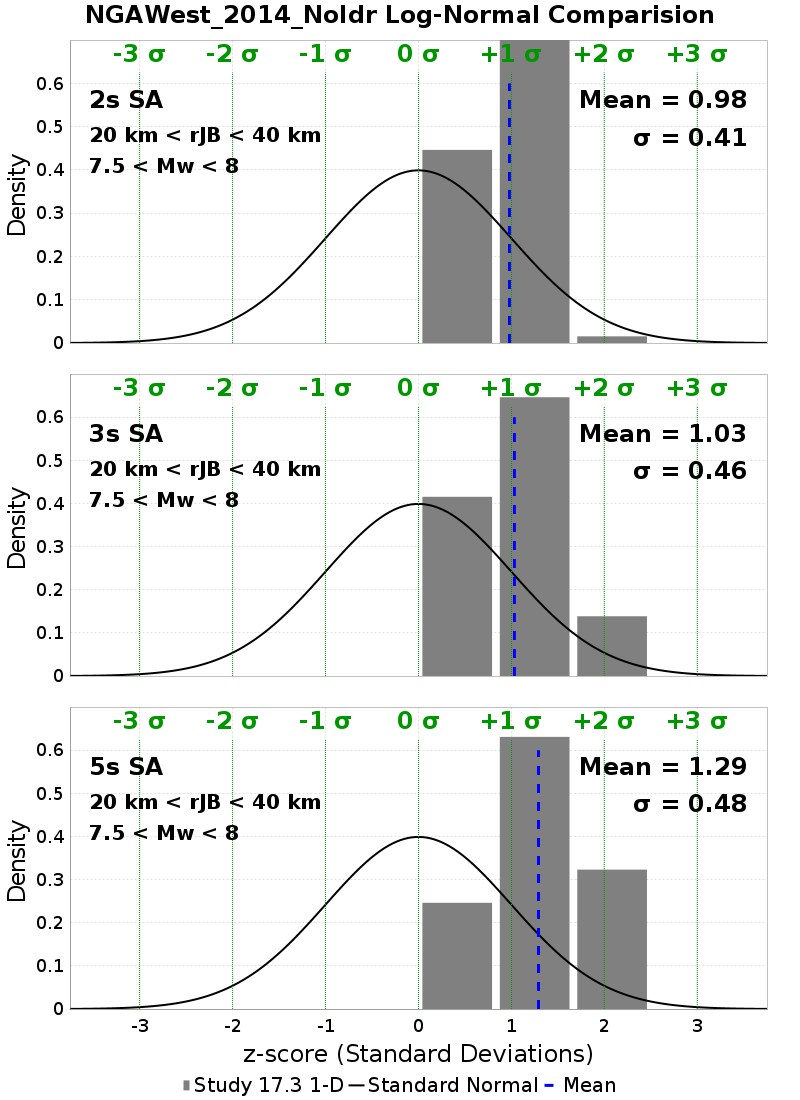 NGAWest_2014_NoIdr Log-Normal Comparision
-3 σ -2 σ -1 σ 0 σ +1 σ +2 σ +3 σ
2s SA
20 km < rJB < 40 km
7.5 < Mw < 8
Mean = 0.98
σ = 0.41
Density
0.6
0.5
0.4
0.3
0.2
0.1
0
-3 σ -2 σ -1 σ 0 σ +1 σ +2 σ +3 σ
3s SA
20 km < rJB < 40 km
7.5 < Mw < 8
Mean = 1.03
σ = 0.46
Density
0.6
0.5
0.4
0.3
0.2
0.1
0
-3 σ -2 σ -1 σ 0 σ +1 σ +2 σ +3 σ
5s SA
20 km < rJB < 40 km
7.5 < Mw < 8
Mean = 1.29
σ = 0.48
Density
0.6
0.5
0.4
0.3
0.2
0.1
0
-3 -2 -1 0 1 2 3
z-score (Standard Deviations)
Study 17.3 1-D Standard Normal Mean